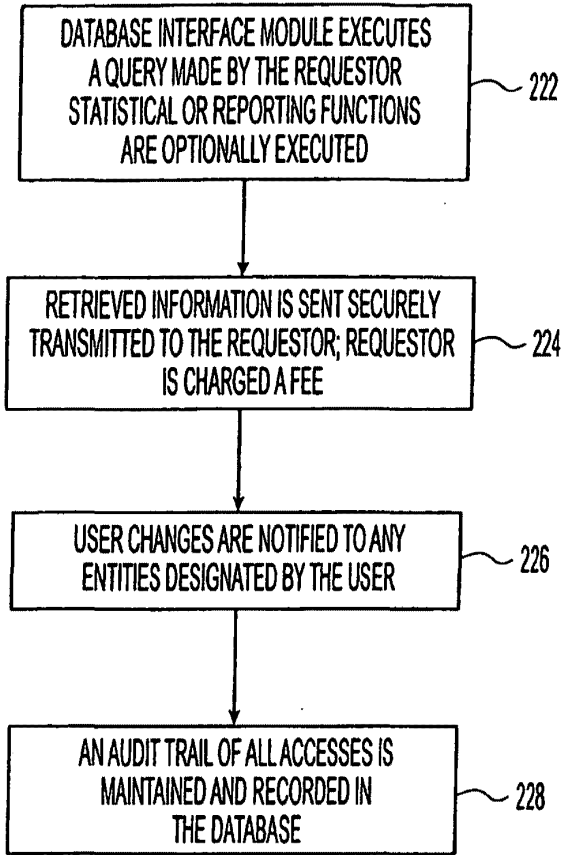 DATABASE INTERFACE MODULE EXECUTES
A QUERY MADE BY THE REQUESTOR
STATISTICAL OR REPORTING FUNCTIONS
ARE OPTIONALLY EXECUTED
222
RETRIEVED INFORMATION IS SENT SECURELY
TRANSMITTED TO THE REQUESTOR; REQUESTOR
IS CHARGED A FEE
224
USER CHANGES ARE NOTIFIED TO ANY
ENTITIES DESIGNATED BY THE USER
226
AN AUDIT TRAIL OF ALL ACCESSES IS
MAINTAINED AND RECORDED IN
THE DATABASE
228